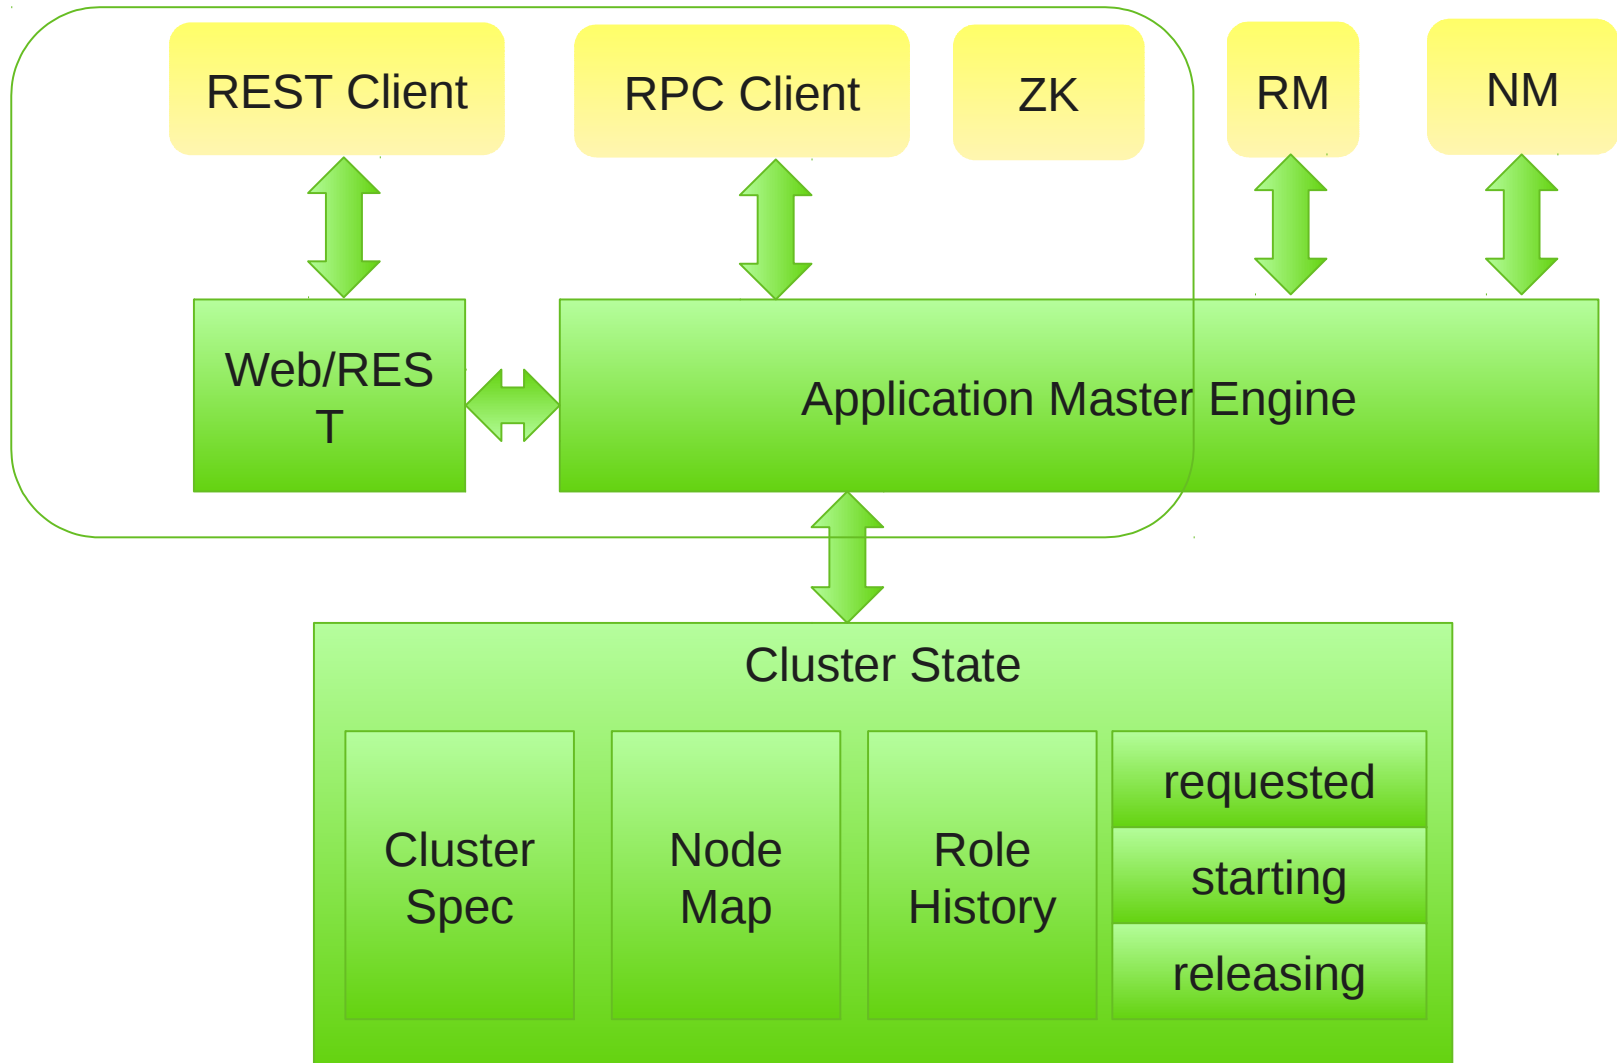 REST Client
RPC Client
ZK
RM
NM
Web/RES
T
Application Master Engine
Cluster State
Cluster
Spec
Node
Map
Role
History
requested
starting
releasing